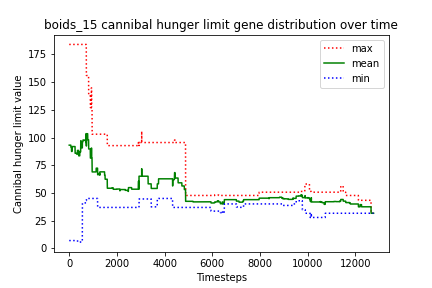 boids_15 cannibal hunger limit gene distribution over time
max
mean
min
Cannibal hunger limit value
175
150
125
100
75
50
25
0
0 2000 4000 6000 8000 10000 12000
Timesteps